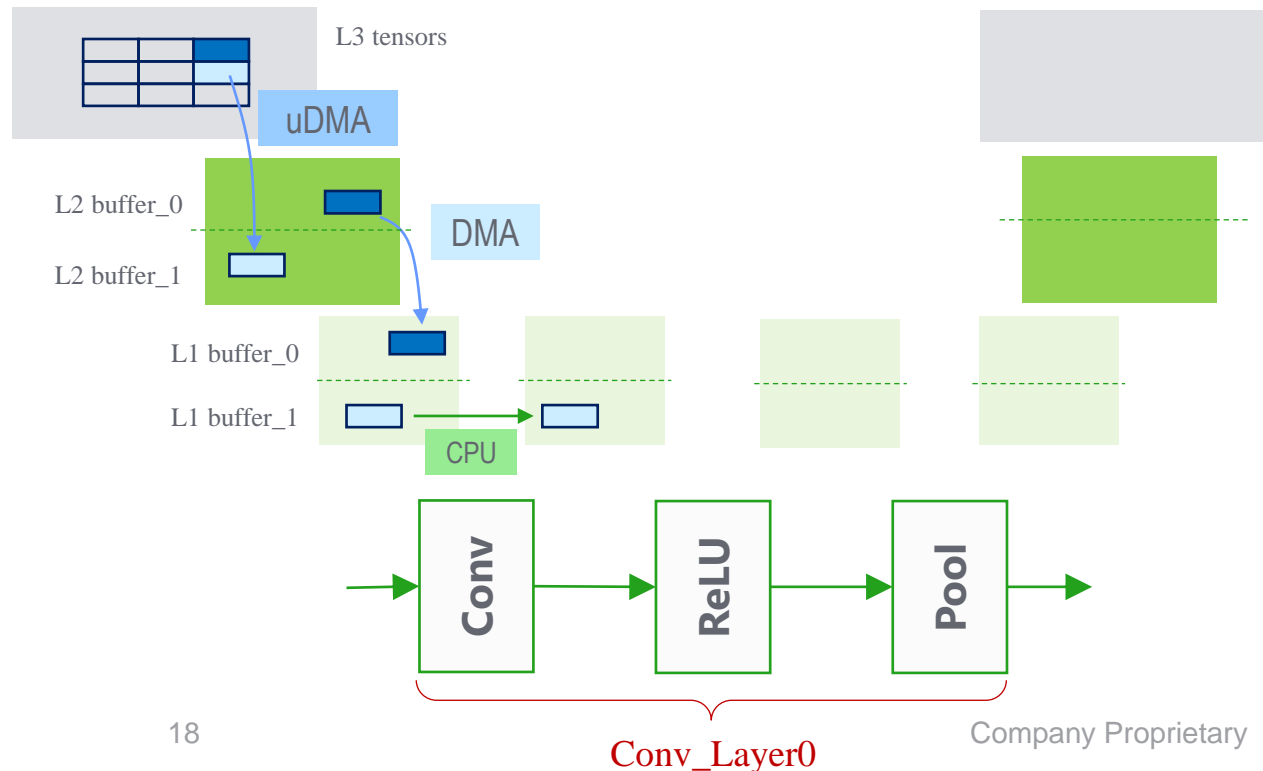 L3 tensors
uDMA
L2 buffer_0
DMA
L2 buffer_1
L1 buffer_0
L1 buffer_1
CPU
Conv
ReLU
Pool
18
Conv_Layer0
Company Proprietary